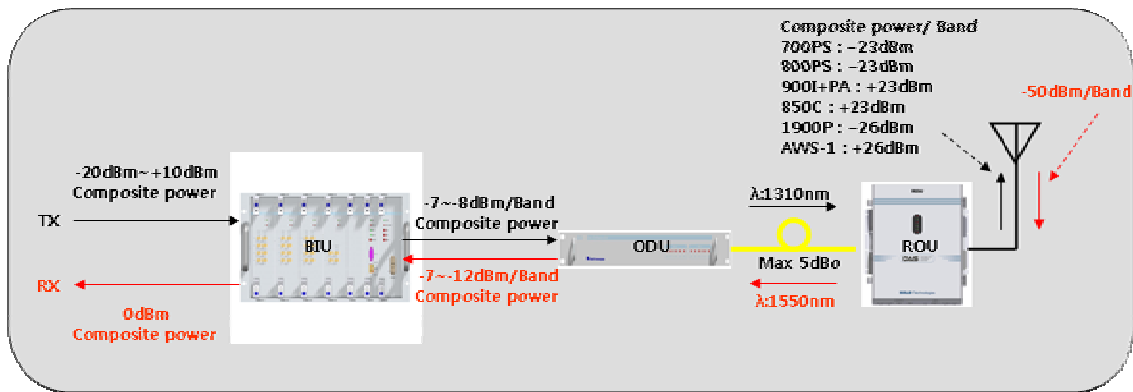 Composite power/ Band
700PS : -23dBm
800PS : -23dBm
900I+PA : +23dBm
850C : +23dBm
1900P : -26dBm
AWS-1 : +26dBm
-50dBm/Band
-20dBm~+10dBm
Composite power
TX
BIU
-7~-8dBm/Band
Composite power
ODU
λ:1310nm
Max 5dBo
ROU
RX
-7~-12dBm/Band
Composite power
λ:1550nm
0dBm
Composite power